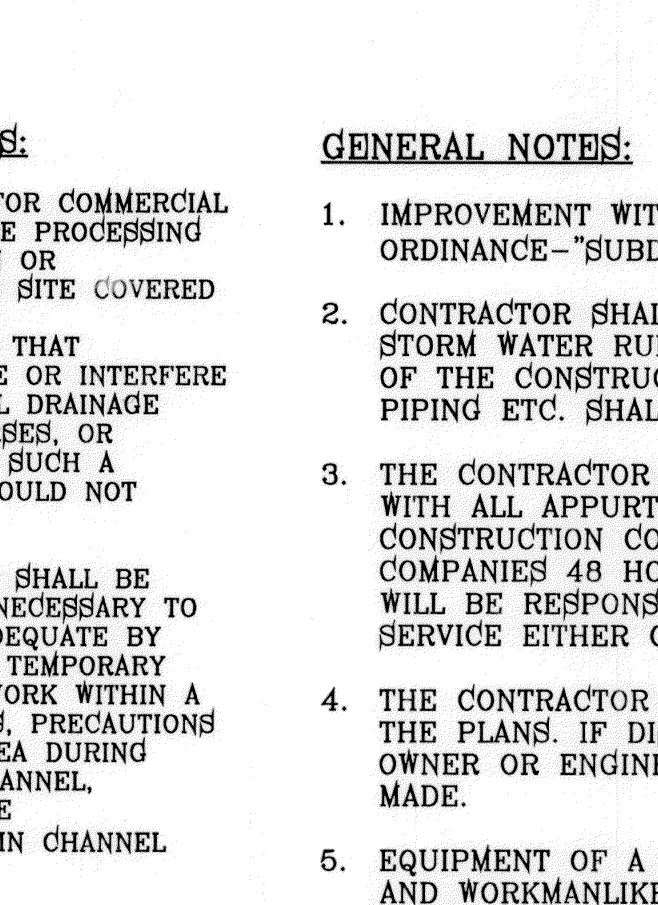 S:
FOR COMMERCIAL
E PROCESSING
OR
SITE COVERED
THAT
E OR INTERFERE
L DRAINAGE
SES, OR
SUCH A
OULD NOT
SHALL BE
NECESSARY TO
DEQUATE BY
TEMPORARY
WORK WITHIN A
S, PRECAUTIONS
EA DURING
ANNEL,
E
IN CHANNEL
GENERAL NOTES:
1. IMPROVEMENT WIT
ORDINANCE-"SUBD
2. CONTRACTOR SHAL
STORM WATER RU
OF THE CONSTRUC
PIPING ETC. SHAL
3. THE CONTRACTOR
WITH ALL APPURT
CONSTRUCTION CO
COMPANIES 48 HO
WILL BE RESPONS
SERVICE EITHER
4. THE CONTRACTOR
THE PLANS. IF DI
OWNER OR ENGINE
MADE.
5. EQUIPMENT OF A
AND WORKMANLIKE